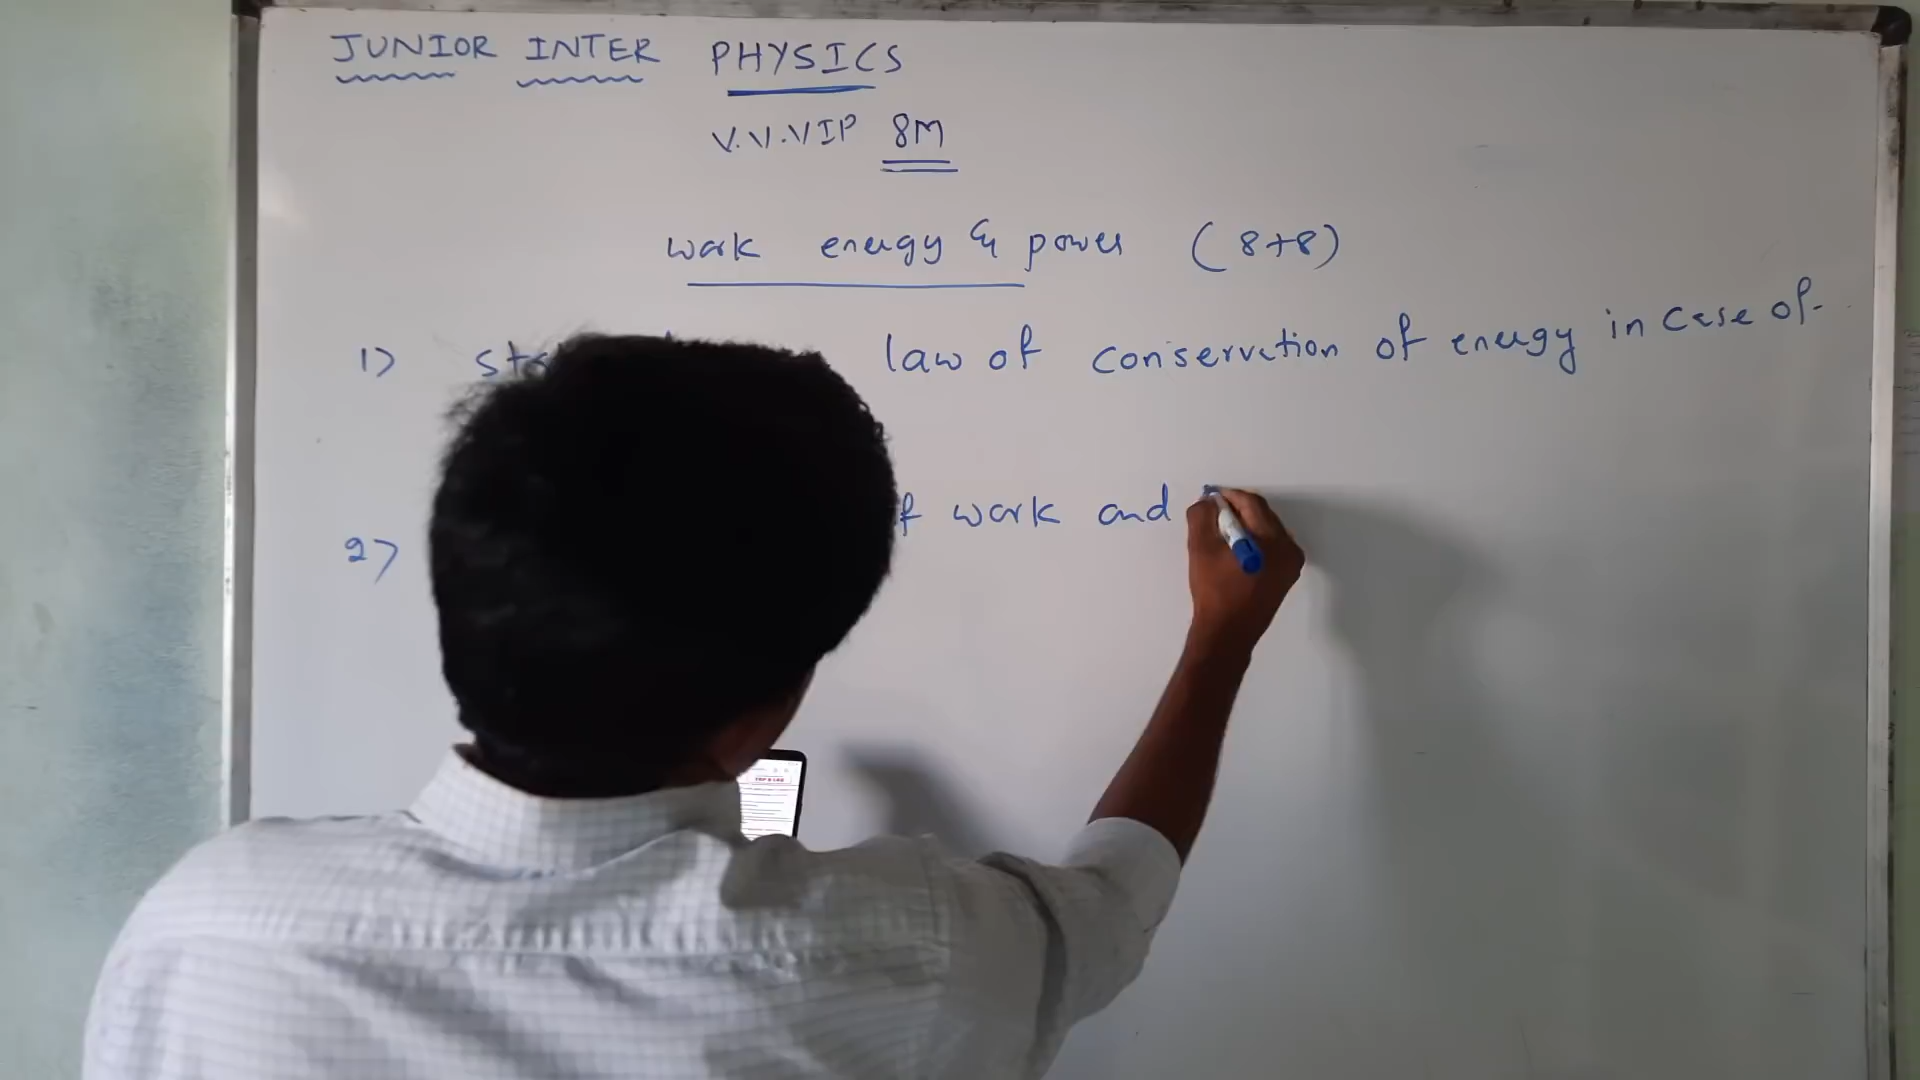 JUNIOR INTER PHYSICS
V.V.VIP 8M
work energy & power (8+8)
1) law of conservation of energy in case of
2) work and